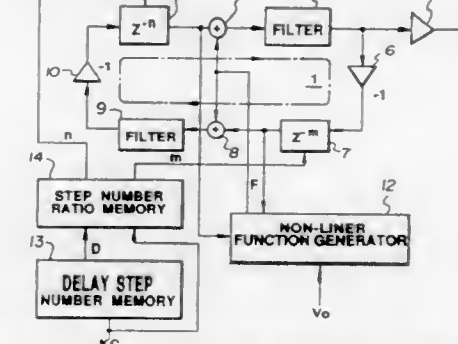 z⁻ⁿ
+
FILTER
6
-1
10
-1
1
9
FILTER
+
8
z⁻ᵐ
7
n
m
14
STEP NUMBER
RATIO MEMORY
F
12
NON-LINER
FUNCTION GENERATOR
13
D
DELAY STEP
NUMBER MEMORY
Vo
KC